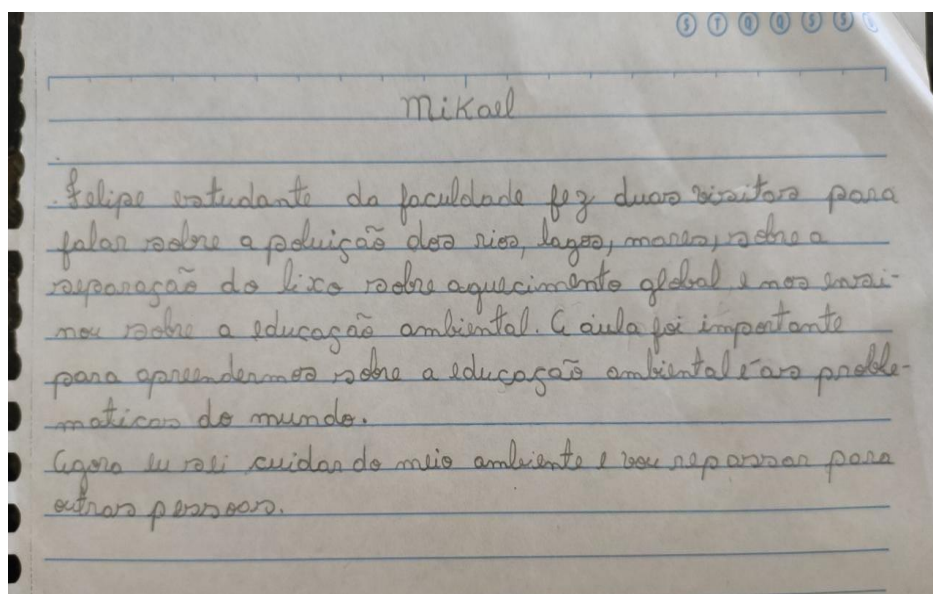 S T Q Q S S
Mikael
.Felipe estudante da faculdade fez duas visitas para
falar sobre a poluição dos rios, lagos, mares, sobre a
separação do lixo sobre aquecimento global e nos ensi-
nou sobre a educação ambiental. A aula foi importante
para apreendermos sobre a educação ambiental e as proble-
maticas do mundo.
Agora eu sei cuidar do meio ambiente e vou repassar para
outras pessoas.